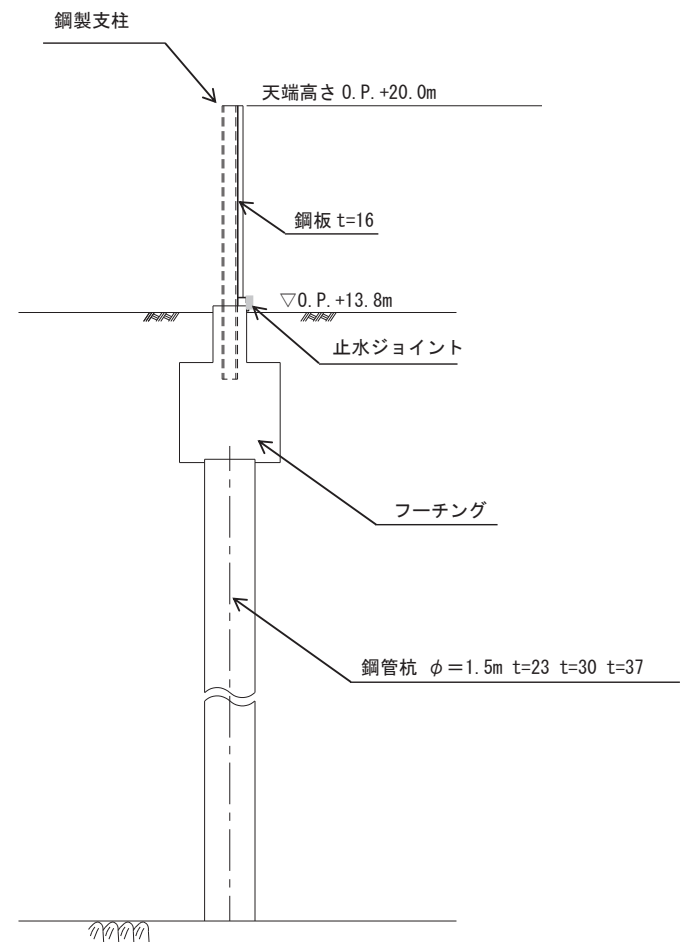 鋼製支柱
天端高さ O.P.+20.0m
鋼板 t=16
▽O.P.+13.8m
止水ジョイント
フーチング
鋼管杭 φ=1.5m t=23 t=30 t=37